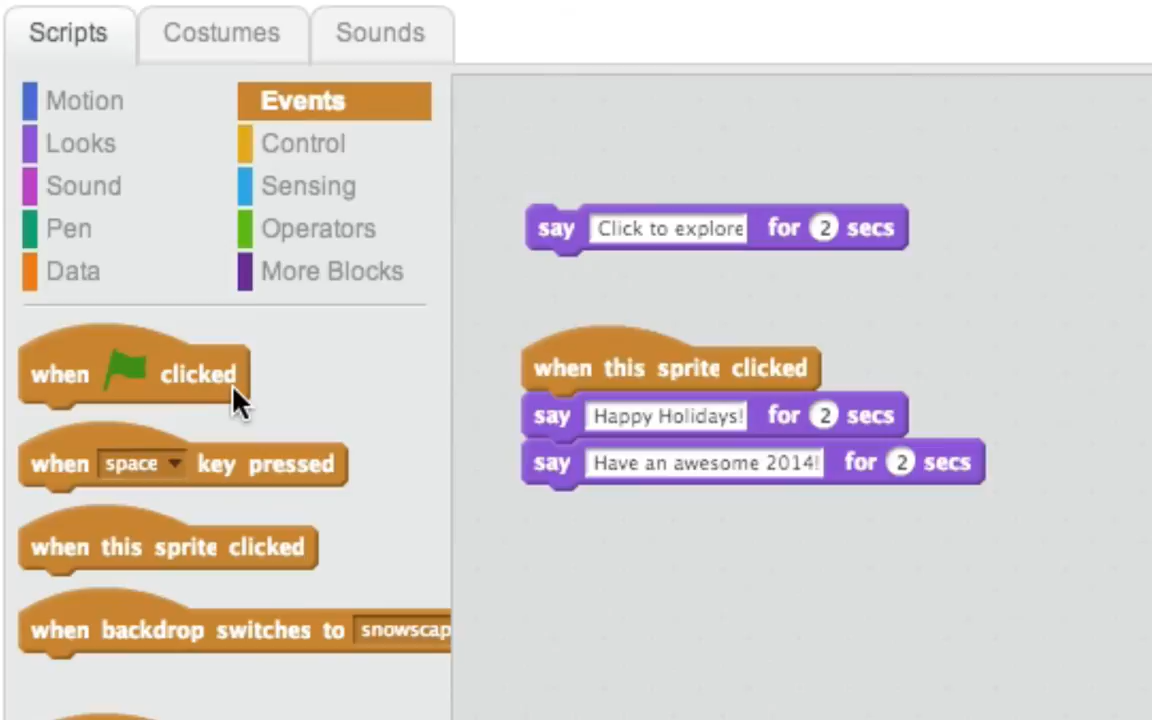 Scripts Costumes Sounds
Motion Events
Looks Control
Sound Sensing
Pen Operators
Data More Blocks
say Click to explore for 2 secs
when clicked
when this sprite clicked
say Happy Holidays! for 2 secs
when space key pressed
say Have an awesome 2014! for 2 secs
when this sprite clicked
when backdrop switches to snowscap